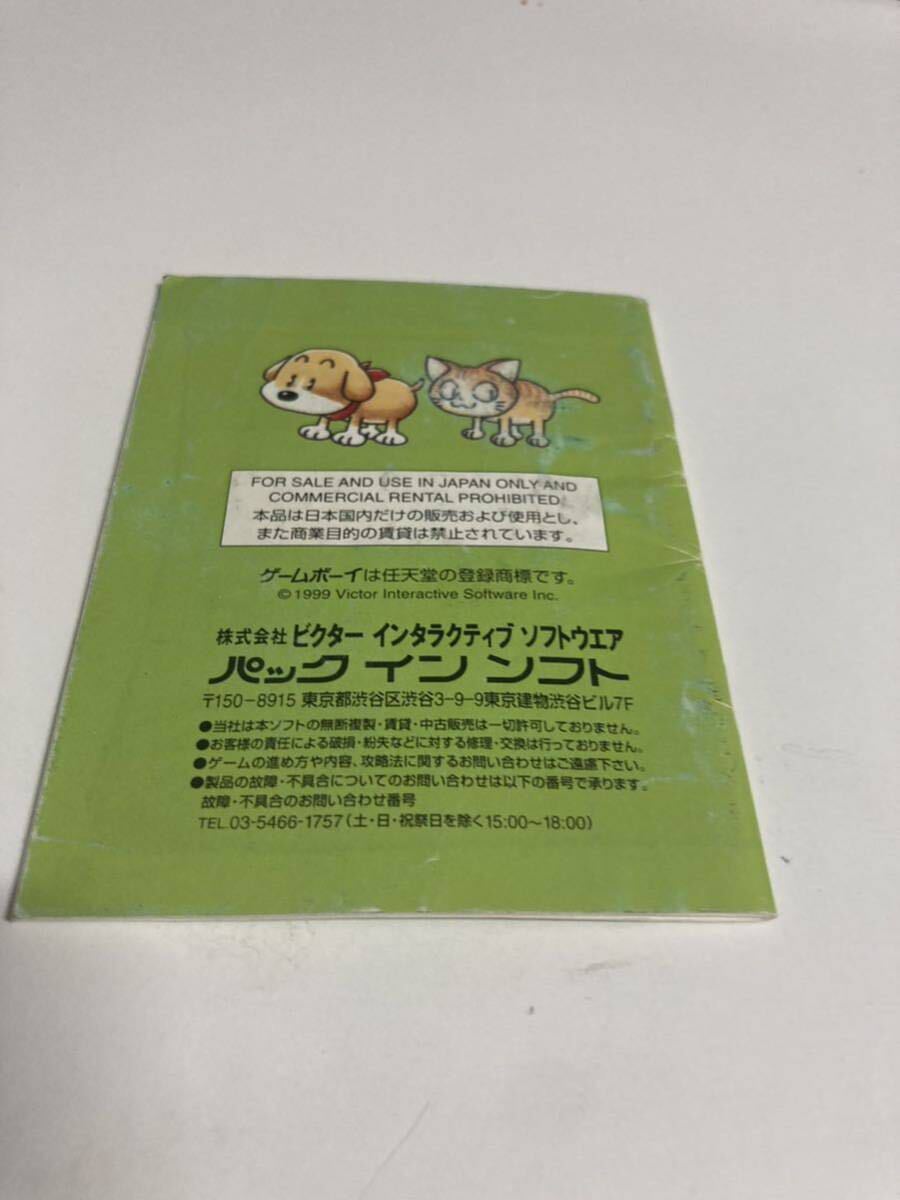 FOR SALE AND USE IN JAPAN ONLY AND
COMMERCIAL RENTAL PROHIBITED.
本品は日本国内だけの販売および使用とし、
また商業目的の賃貸は禁止されています。
ゲームボーイは任天堂の登録商標です。
© 1999 Victor Interactive Software Inc.
株式会社 ビクター インタラクティブ ソフトウエア
パック イン ソフト
〒150-8915 東京都渋谷区渋谷3-9-9東京建物渋谷ビル7F
●当社は本ソフトの無断複製・賃貸・中古販売は一切許可しておりません。
●お客様の責任による破損・紛失などに対する修理・交換は行っておりません。
●ゲームの進め方や内容、攻略法に関するお問い合わせはご遠慮下さい。
●製品の故障・不具合についてのお問い合わせは以下の番号で承ります。
故障・不具合のお問い合わせ番号
TEL.03-5466-1757(土・日・祝祭日を除く15:00〜18:00)